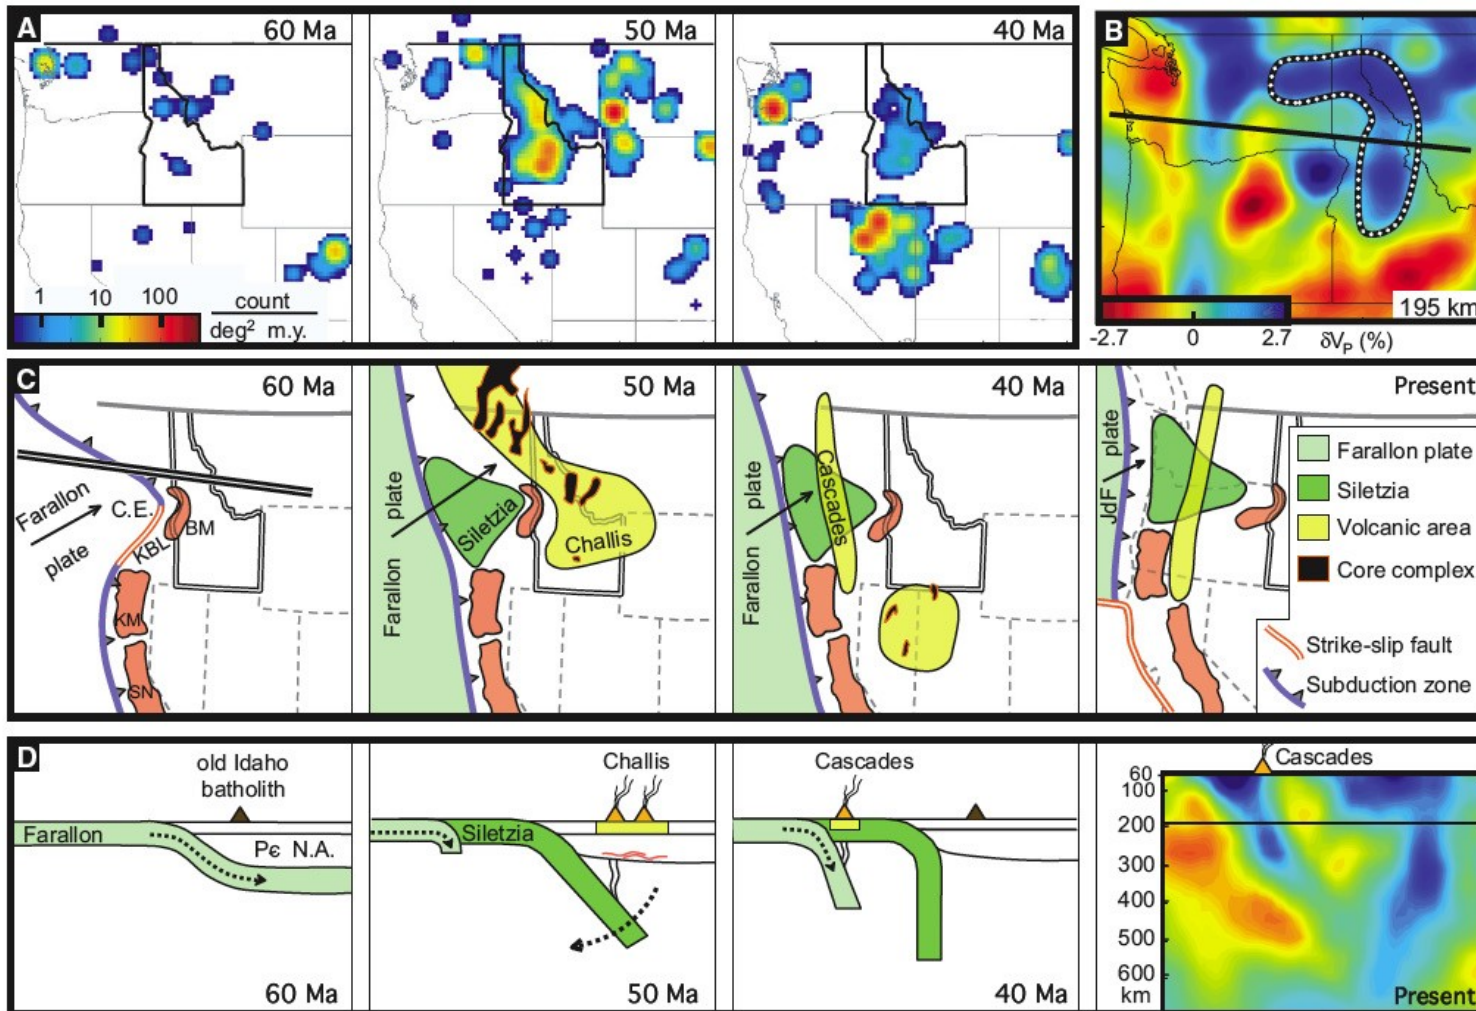 A
60 Ma
50 Ma
40 Ma
1 10 100 count
deg² m.y.
B
195 km
-2.7 0 2.7 δVP (%)
C
60 Ma
Farallon
plate
C.E.
KBL
BM
KM
SN
50 Ma
Farallon plate
Siletzia
Challis
40 Ma
Farallon plate
Cascades
Present
JdF plate
Farallon plate
Siletzia
Volcanic area
Core complex
Strike-slip fault
Subduction zone
D
old Idaho
batholith
Farallon
Pꞓ N.A.
60 Ma
Challis
Siletzia
50 Ma
Cascades
40 Ma
Cascades
60
100
200
300
400
500
600
km
Present